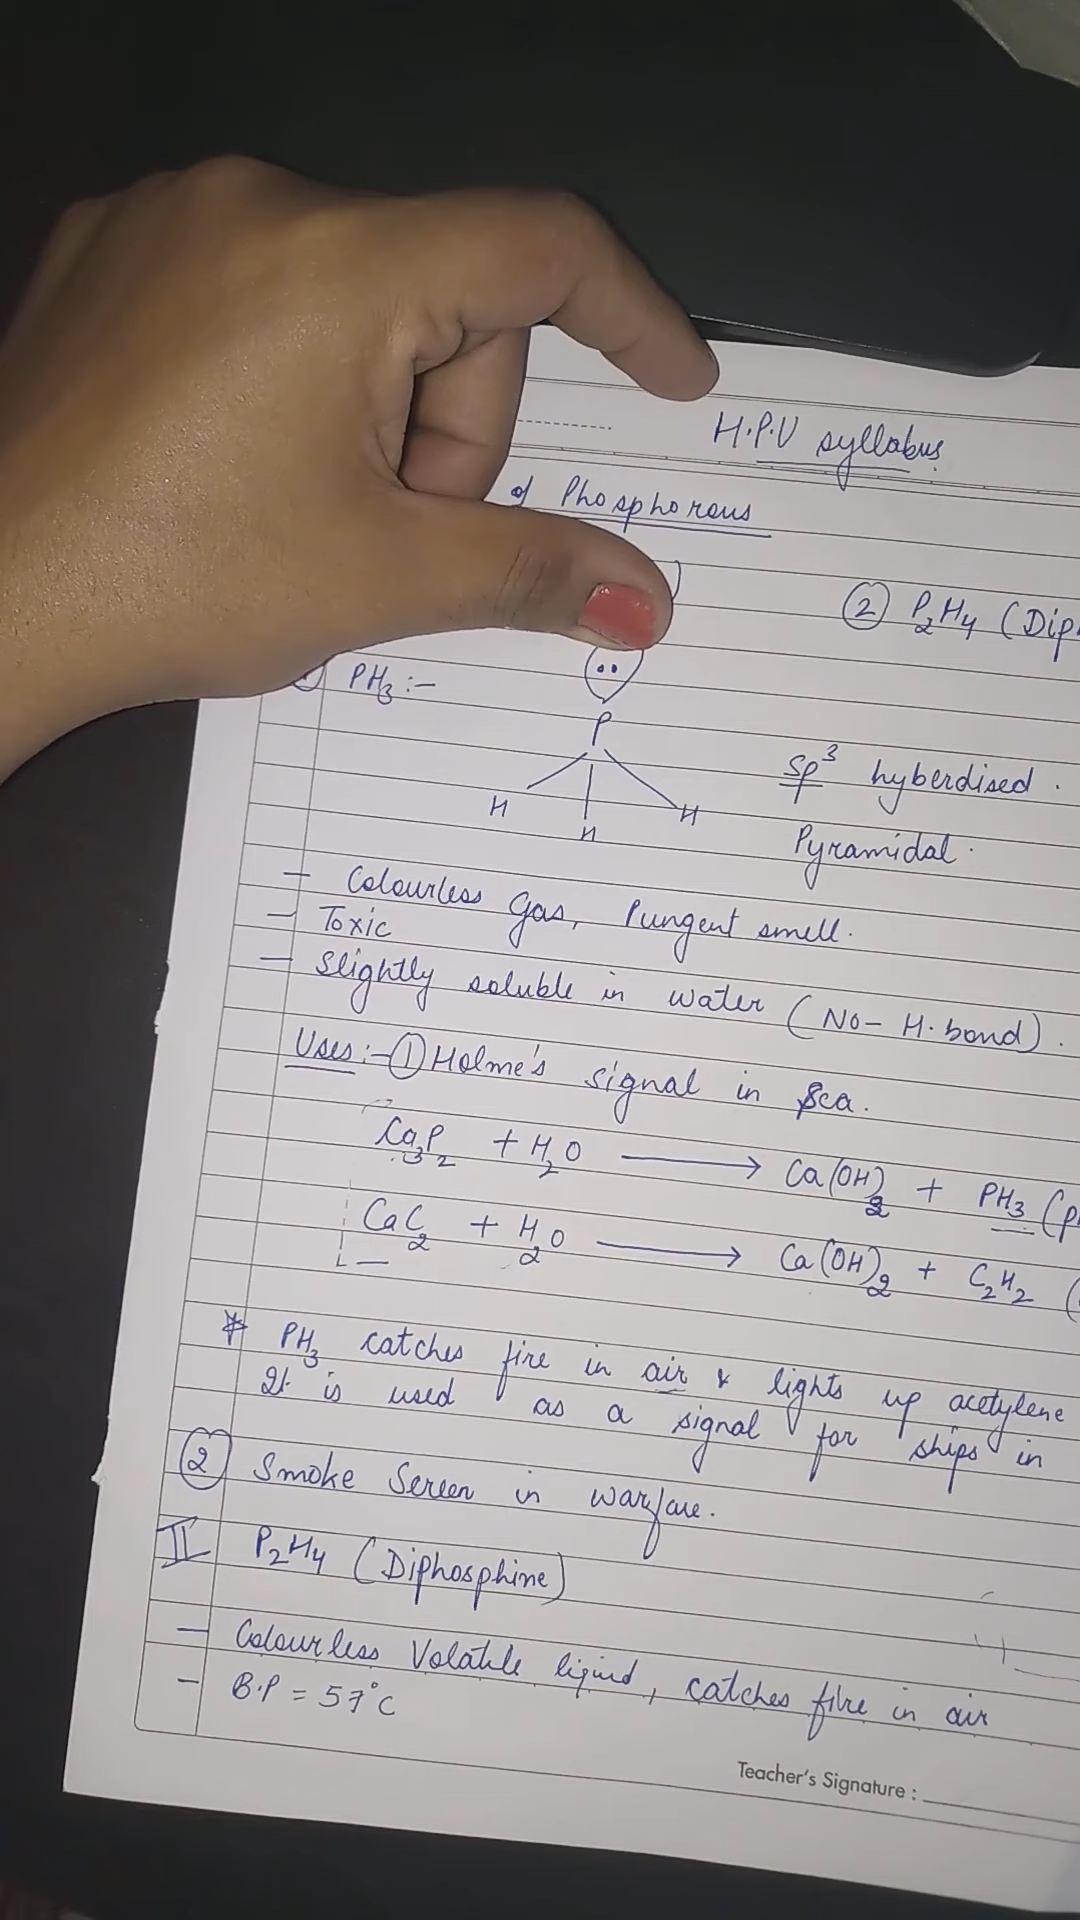 H.P.U syllabus
of Phosphorous
② P2H4 (Dip
PH3 :-
P
H H H
sp³ hyberdised.
Pyramidal.
- Colourless Gas, Pungent smell.
- Toxic
- Slightly soluble in water (No- H.bond).
Uses :- ① Holme's signal in sea.
Ca3P2 + H2O ⟶ Ca(OH)2 + PH3 (p
CaC2 + H2O ⟶ Ca(OH)2 + C2H2 (
* PH3 catches fire in air & lights up acetylene
It is used as a signal for ships in
② Smoke Sereen in warfare.
II P2H4 (Diphosphine)
- Colourless Volatile liquid, catches fire in air
- B.P = 57°C
Teacher's Signature :